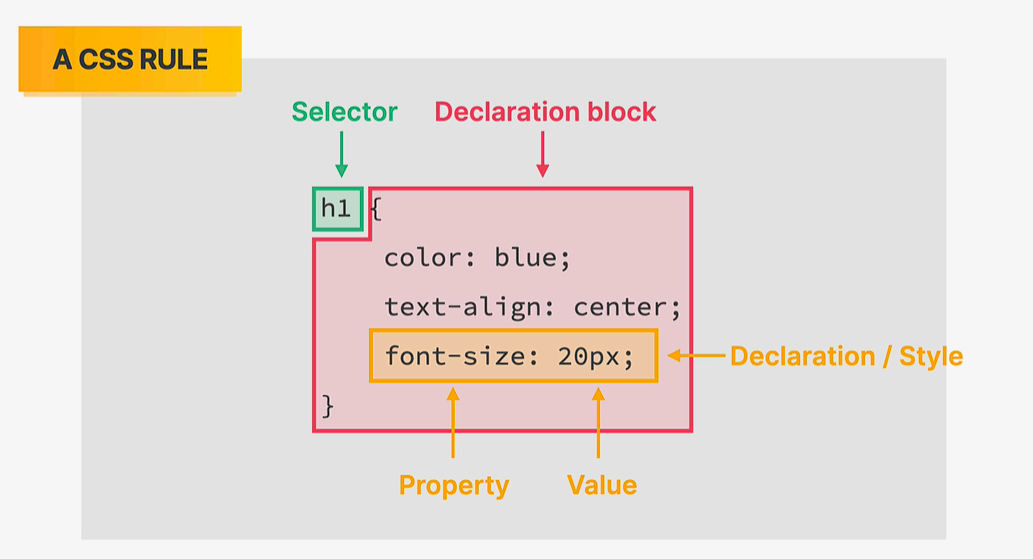 A CSS RULE
Selector
Declaration block
h1 {
color: blue;
text-align: center;
font-size: 20px;
Declaration / Style
}
Property
Value